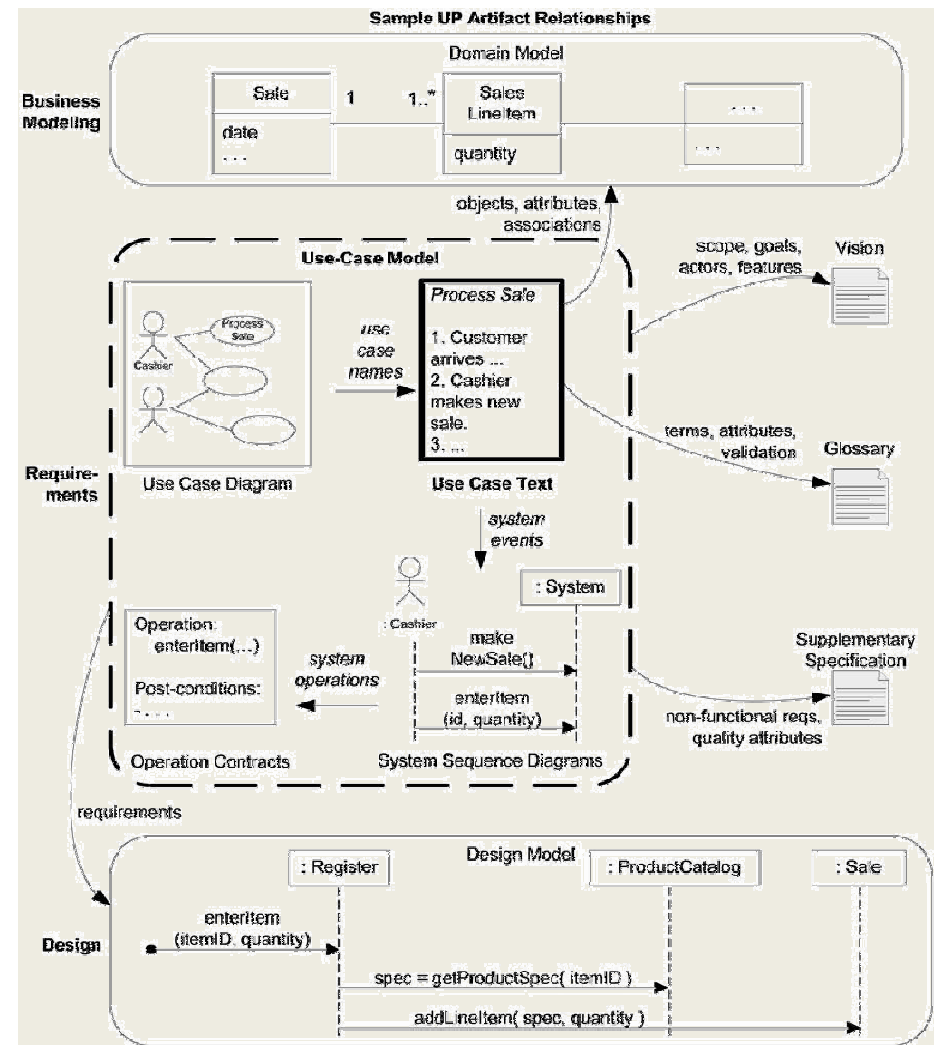 Sample UP Artifact Relationships
Domain Model
Business
Modeling
Sale
date
. . .
1
1..*
Sales
LineItem
quantity
. . .
. . .
objects, attributes,
associations
Use-Case Model
Process
Sale
Cashier
Use Case Diagram
use
case
names
Process Sale
1. Customer
arrives ...
2. Cashier
makes new
sale.
3. ...
Use Case Text
scope, goals,
actors, features
Vision
terms, attributes,
validation
Glossary
Require-
ments
system
events
Operation:
enterItem(...)
Post-conditions:
- . . .
Operation Contracts
system
operations
: Cashier
: System
make
NewSale()
enterItem
(id, quantity)
System Sequence Diagrams
Supplementary
Specification
non-functional reqs,
quality attributes
requirements
Design Model
Design
: Register
: ProductCatalog
: Sale
enterItem
(itemID, quantity)
spec = getProductSpec( itemID )
addLineItem( spec, quantity )